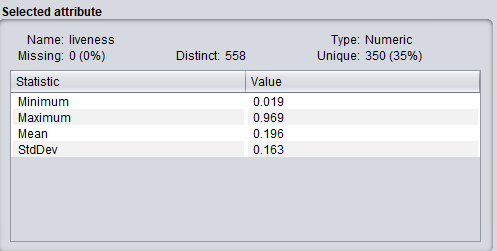 Selected attribute
Name: liveness Type: Numeric
Missing: 0 (0%) Distinct: 558 Unique: 350 (35%)
Statistic Value
Minimum 0.019
Maximum 0.969
Mean 0.196
StdDev 0.163